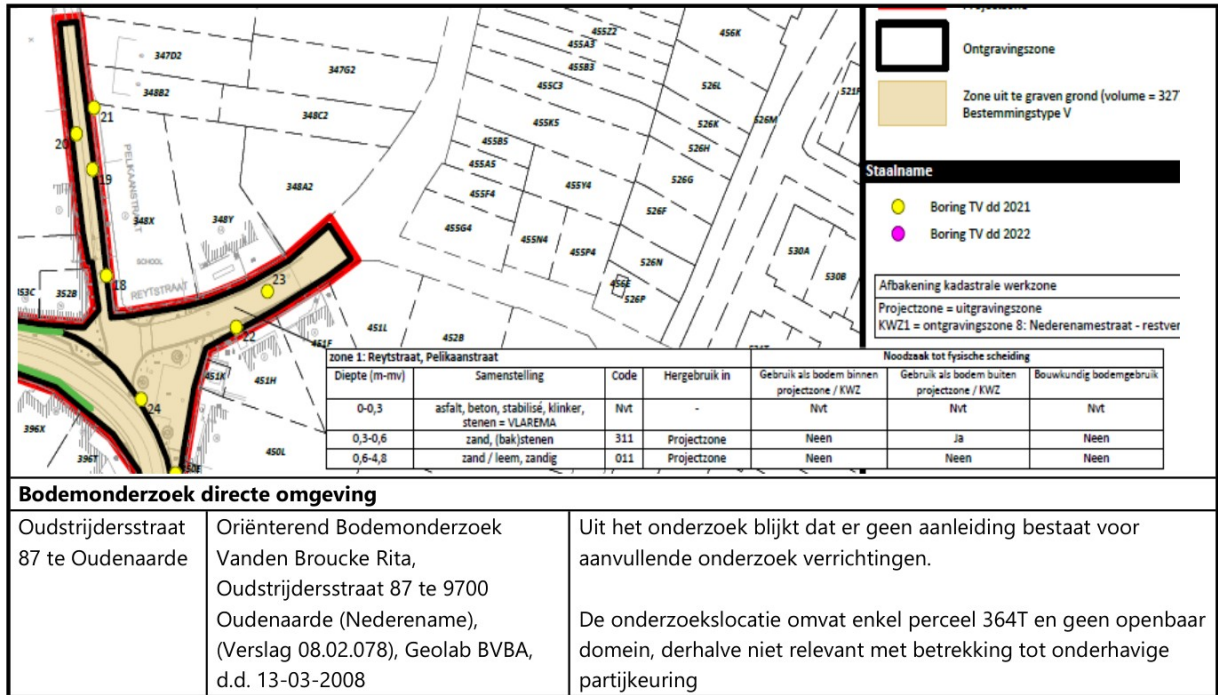 Ontgravingszone
Zone uit te graven grond (volume = 327
Bestemmingstype V
Staalname
Boring TV dd 2021
Boring TV dd 2022
Afbakening kadastrale werkzone
Projectzone = uitgravingszone
KWZ1 = ontgravingszone 8: Nederenamestraat - restver
347D2
347G2
348B2
348C2
348A2
348X
348Y
352B
PELIKAANSTRAAT
SCHOOL
REYTSTRAAT
21
20
19
18
23
22
24
396X
396T
451K
451H
450L
451L
451F
452B
455Z2
455A3
455B3
455C3
455K5
455B5
455A5
455F4
455G4
455Y4
455N4
455P4
456K
526L
526K
526H
526M
526G
526F
526N
456E
526P
530A
530B
zone 1: Reytstraat, Pelikaanstraat
Noodzaak tot fysische scheiding
Diepte (m-mv) Samenstelling Code Hergebruik in Gebruik als bodem binnen projectzone / KWZ Gebruik als bodem buiten projectzone / KWZ Bouwkundig bodemgebruik
0-0,3 asfalt, beton, stabilisé, klinker, stenen = VLAREMA Nvt - Nvt Nvt Nvt
0,3-0,6 zand, (bak)stenen 311 Projectzone Neen Ja Neen
0,6-4,8 zand / leem, zandig 011 Projectzone Neen Neen Neen
Bodemonderzoek directe omgeving
Oudstrijdersstraat
87 te Oudenaarde
Oriënterend Bodemonderzoek
Vanden Broucke Rita,
Oudstrijdersstraat 87 te 9700
Oudenaarde (Nederename),
(Verslag 08.02.078), Geolab BVBA,
d.d. 13-03-2008
Uit het onderzoek blijkt dat er geen aanleiding bestaat voor
aanvullende onderzoek verrichtingen.
De onderzoekslocatie omvat enkel perceel 364T en geen openbaar
domein, derhalve niet relevant met betrekking tot onderhavige
partijkeuring